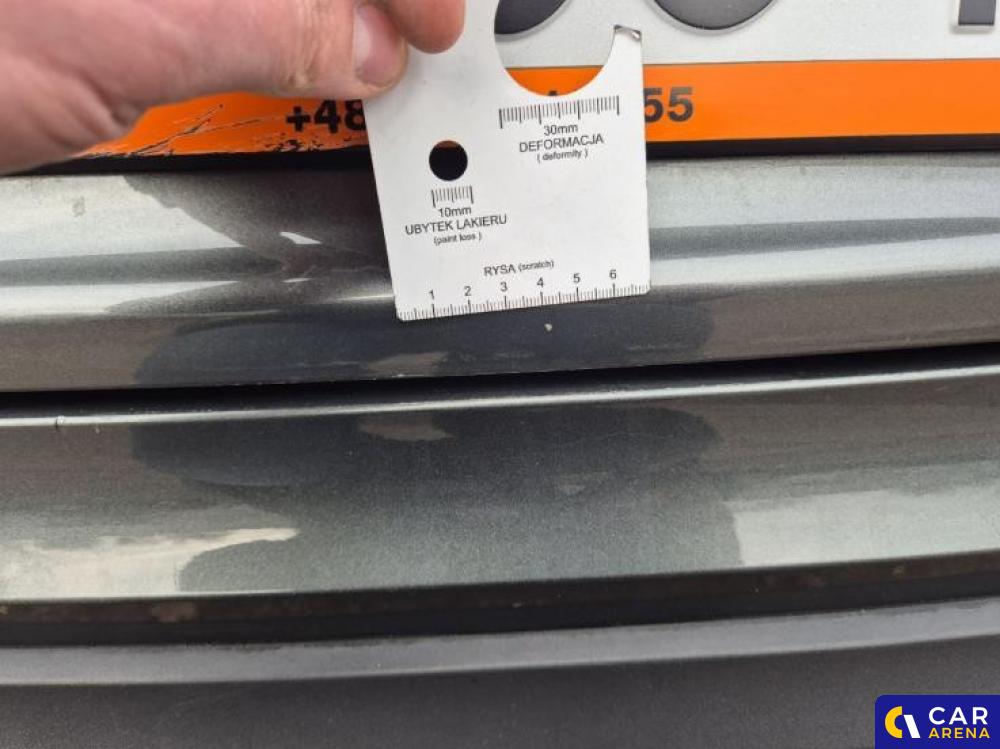 +48
55
30mm
DEFORMACJA
( deformity )
10mm
UBYTEK LAKIERU
(paint loss )
RYSA (scratch)
1 2 3 4 5 6
CAR
ARENA